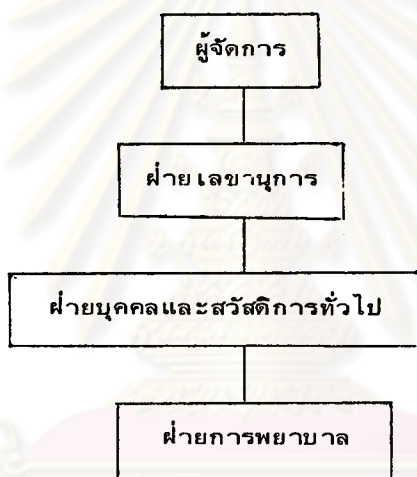 ผู้จัดการ
ฝ่ายเลขานุการ
ฝ่ายบุคคลและสวัสดิการทั่วไป
ฝ่ายการพยาบาล